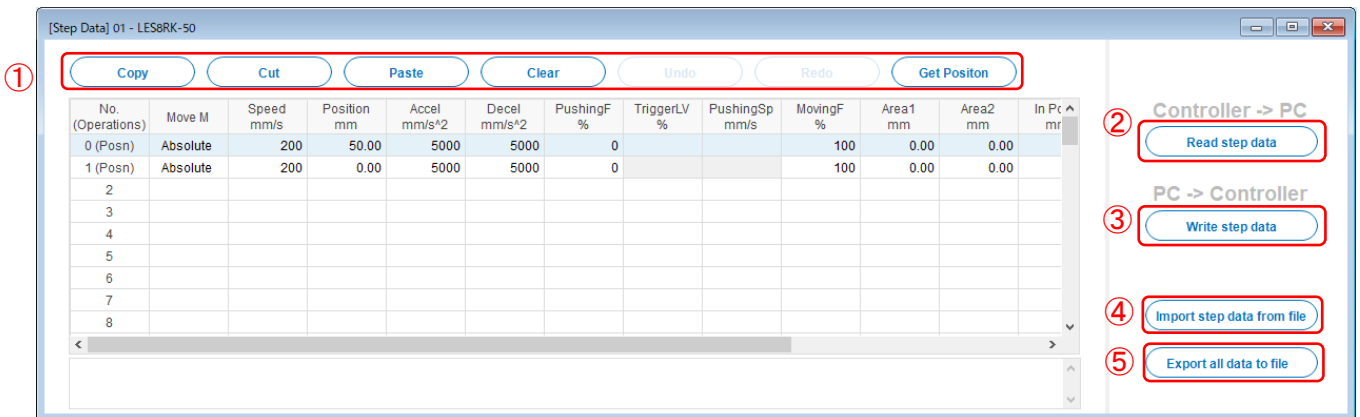 [Step Data] 01 - LES8RK-50
① Copy Cut Paste Clear Undo Redo Get Positon
No. (Operations) Move M Speed mm/s Position mm Accel mm/s^2 Decel mm/s^2 PushingF % TriggerLV % PushingSp mm/s MovingF % Area1 mm Area2 mm In Po
0 (Posn) Absolute 200 50.00 5000 5000 0 100 0.00 0.00
1 (Posn) Absolute 200 0.00 5000 5000 0 100 0.00 0.00
2
3
4
5
6
7
8
Controller -> PC
② Read step data
PC -> Controller
③ Write step data
④ Import step data from file
⑤ Export all data to file